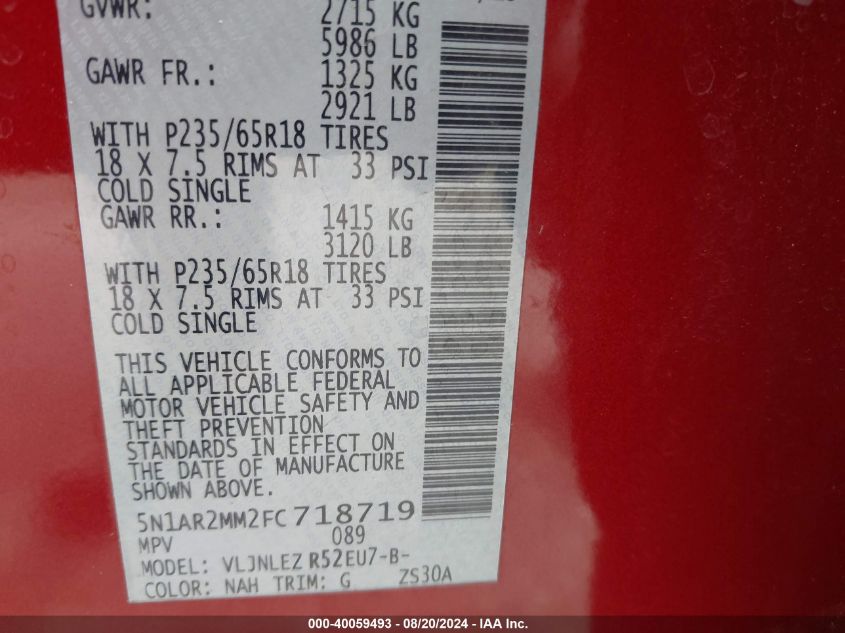 GVWR: 2715 KG
5986 LB
GAWR FR.: 1325 KG
2921 LB
WITH P235/65R18 TIRES
18 X 7.5 RIMS AT 33 PSI
COLD SINGLE
GAWR RR.: 1415 KG
3120 LB
WITH P235/65R18 TIRES
18 X 7.5 RIMS AT 33 PSI
COLD SINGLE
THIS VEHICLE CONFORMS TO
ALL APPLICABLE FEDERAL
MOTOR VEHICLE SAFETY AND
THEFT PREVENTION
STANDARDS IN EFFECT ON
THE DATE OF MANUFACTURE
SHOWN ABOVE.
5N1AR2MM2FC718719
MPV 089
MODEL: VLJNLEZ R52EU7-B-
COLOR: NAH TRIM: G ZS30A
000-40059493 - 08/20/2024 - IAA Inc.